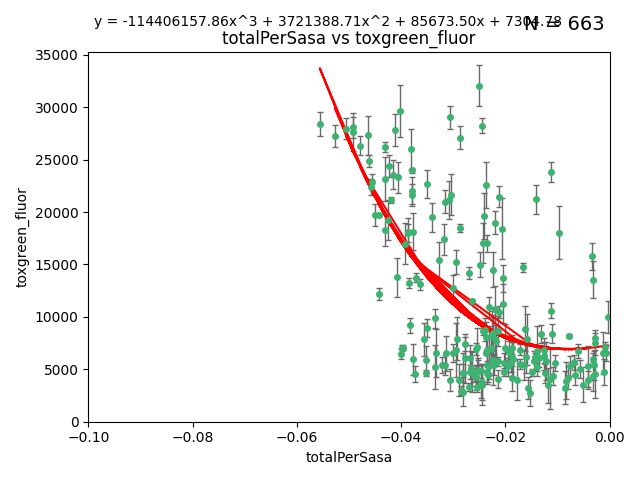 y = -114406157.86x^3 + 3721388.71x^2 + 85673.50x + 7304.78
N = 663
totalPerSasa vs toxgreen_fluor
35000
30000
25000
20000
15000
10000
5000
0
toxgreen_fluor
−0.10 −0.08 −0.06 −0.04 −0.02 0.00
totalPerSasa